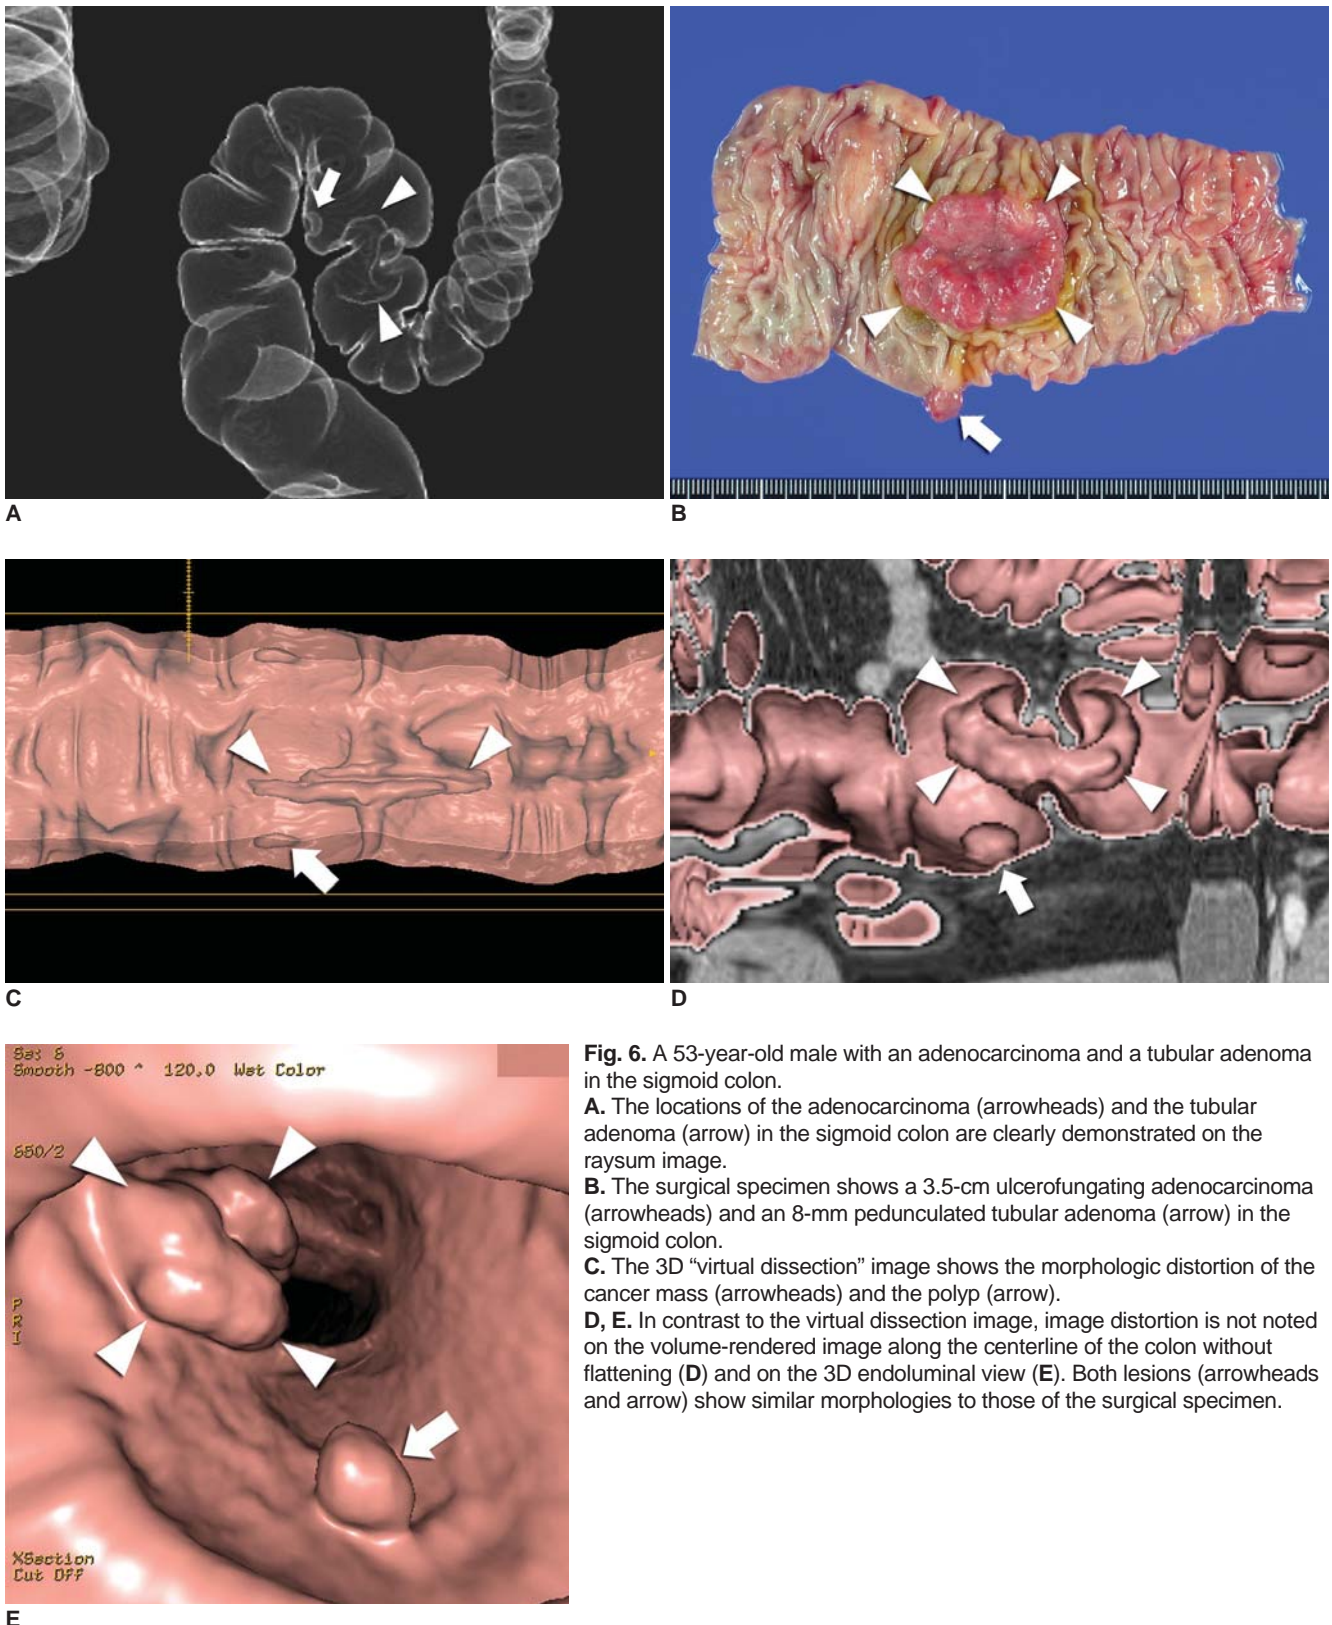 A
B
C
D
Se: 6
Smooth -800 ^ 120.0 Wet Color
650/2
P
R
I
XSection
Cut OFF
E
Fig. 6. A 53-year-old male with an adenocarcinoma and a tubular adenoma
in the sigmoid colon.
A. The locations of the adenocarcinoma (arrowheads) and the tubular
adenoma (arrow) in the sigmoid colon are clearly demonstrated on the
raysum image.
B. The surgical specimen shows a 3.5-cm ulcerofungating adenocarcinoma
(arrowheads) and an 8-mm pedunculated tubular adenoma (arrow) in the
sigmoid colon.
C. The 3D “virtual dissection” image shows the morphologic distortion of the
cancer mass (arrowheads) and the polyp (arrow).
D, E. In contrast to the virtual dissection image, image distortion is not noted
on the volume-rendered image along the centerline of the colon without
flattening (D) and on the 3D endoluminal view (E). Both lesions (arrowheads
and arrow) show similar morphologies to those of the surgical specimen.